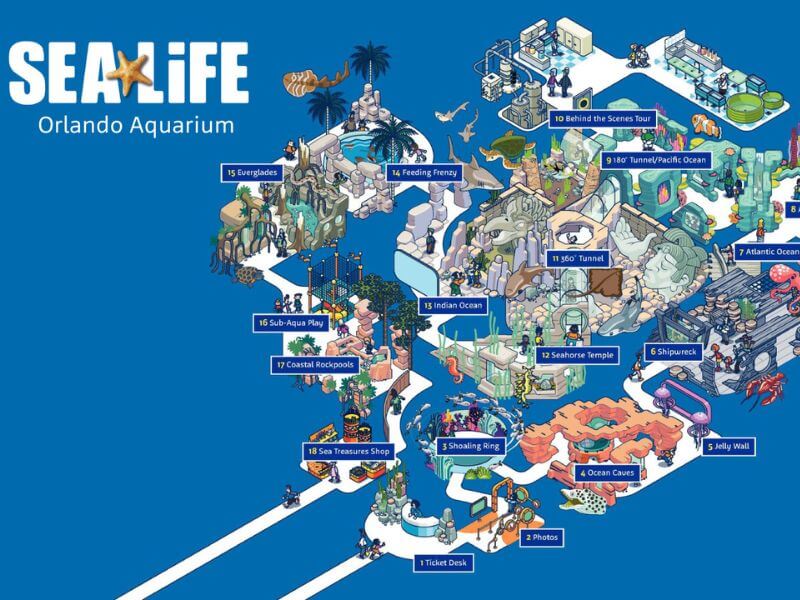 SEA LiFE
Orlando Aquarium
10 Behind the Scenes Tour
9 180° Tunnel/Pacific Ocean
15 Everglades
14 Feeding Frenzy
8
7 Atlantic Ocean
11 360° Tunnel
13 Indian Ocean
16 Sub-Aqua Play
12 Seahorse Temple
6 Shipwreck
17 Coastal Rockpools
18 Sea Treasures Shop
3 Shoaling Ring
5 Jelly Wall
4 Ocean Caves
2 Photos
1 Ticket Desk